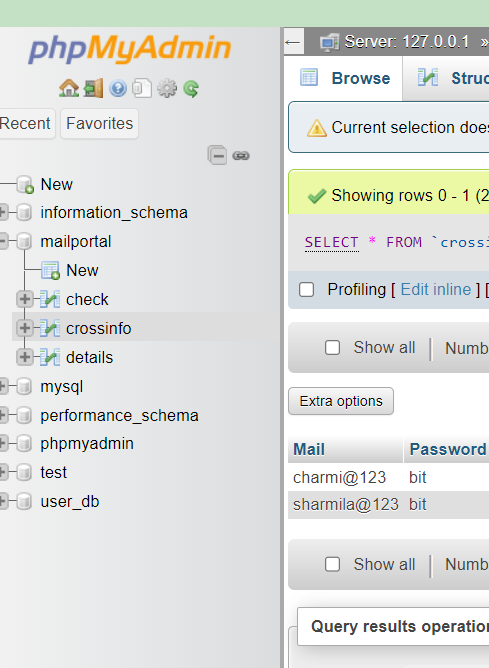 phpMyAdmin
Recent
Favorites
New
information_schema
mailportal
New
check
crossinfo
details
mysql
performance_schema
phpmyadmin
test
user_db
Server: 127.0.0.1 »
Browse
Struc
Current selection does
Showing rows 0 - 1 (2
SELECT * FROM `crossi
Profiling [ Edit inline ] [
Show all
Numb
Extra options
Mail Password
charmi@123 bit
sharmila@123 bit
Show all
Numb
Query results operation